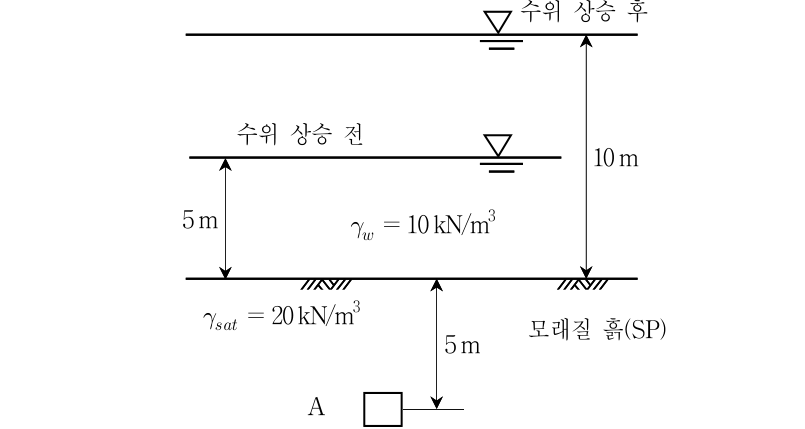 수위 상승 후
수위 상승 전
10 m
5 m
γw = 10 kN/m³
γsat = 20 kN/m³
모래질 흙(SP)
5 m
A